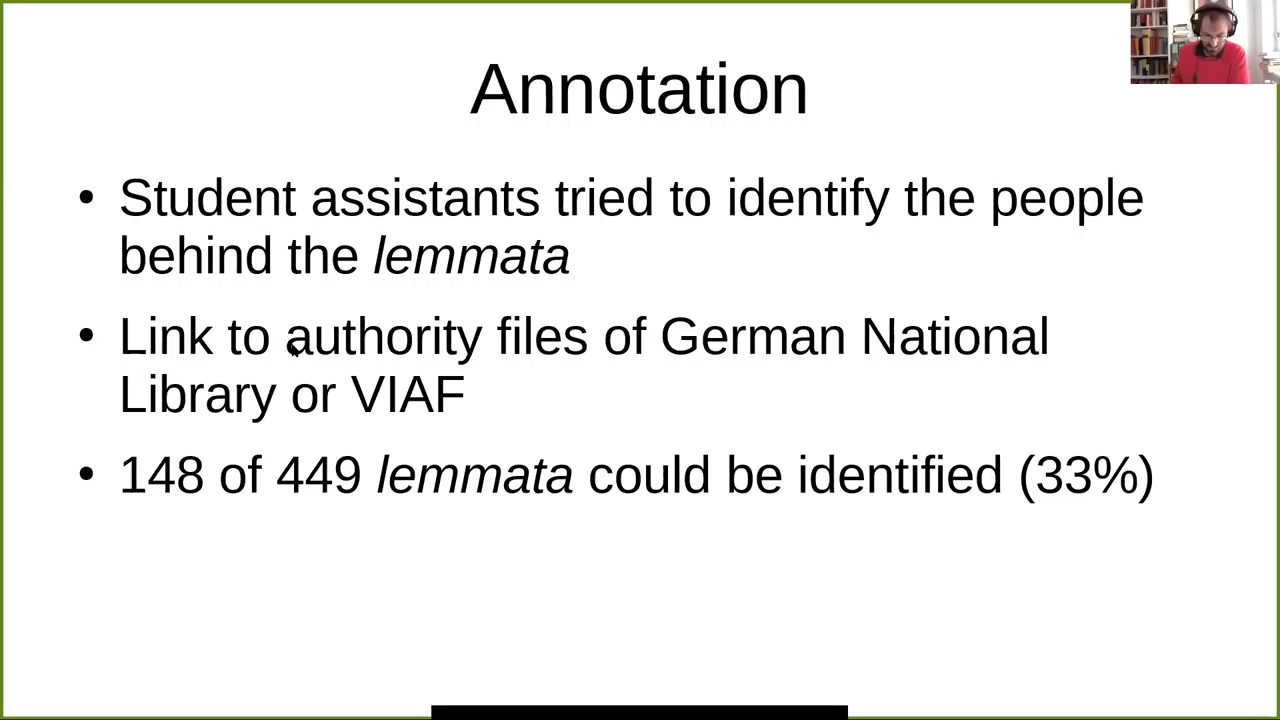 Annotation
• Student assistants tried to identify the people
behind the lemmata
• Link to authority files of German National
Library or VIAF
• 148 of 449 lemmata could be identified (33%)